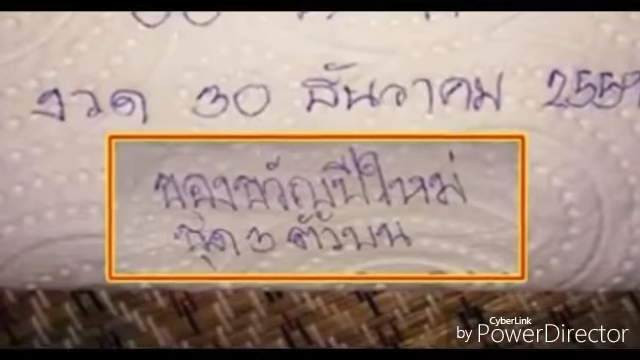 งวด 30 ธันวาคม 255
ของขวัญปีใหม่
ชุด 3 ตัวบน
CyberLink
by PowerDirector